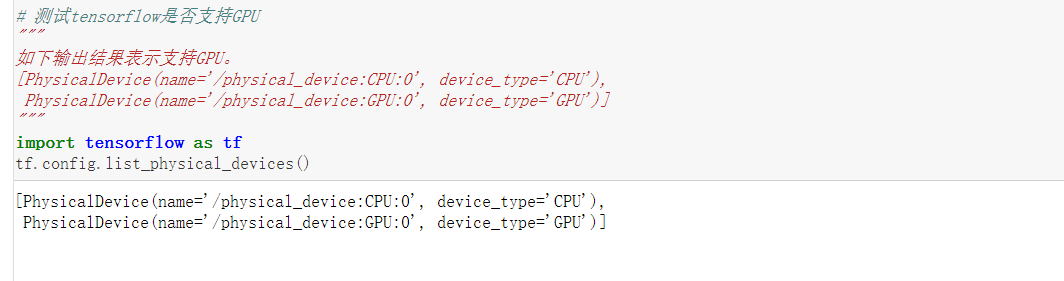 # 测试tensorflow是否支持GPU
"""
如下输出结果表示支持GPU。
[PhysicalDevice(name='/physical_device:CPU:0', device_type='CPU'),
 PhysicalDevice(name='/physical_device:GPU:0', device_type='GPU')]
"""
import tensorflow as tf
tf.config.list_physical_devices()
[PhysicalDevice(name='/physical_device:CPU:0', device_type='CPU'),
 PhysicalDevice(name='/physical_device:GPU:0', device_type='GPU')]